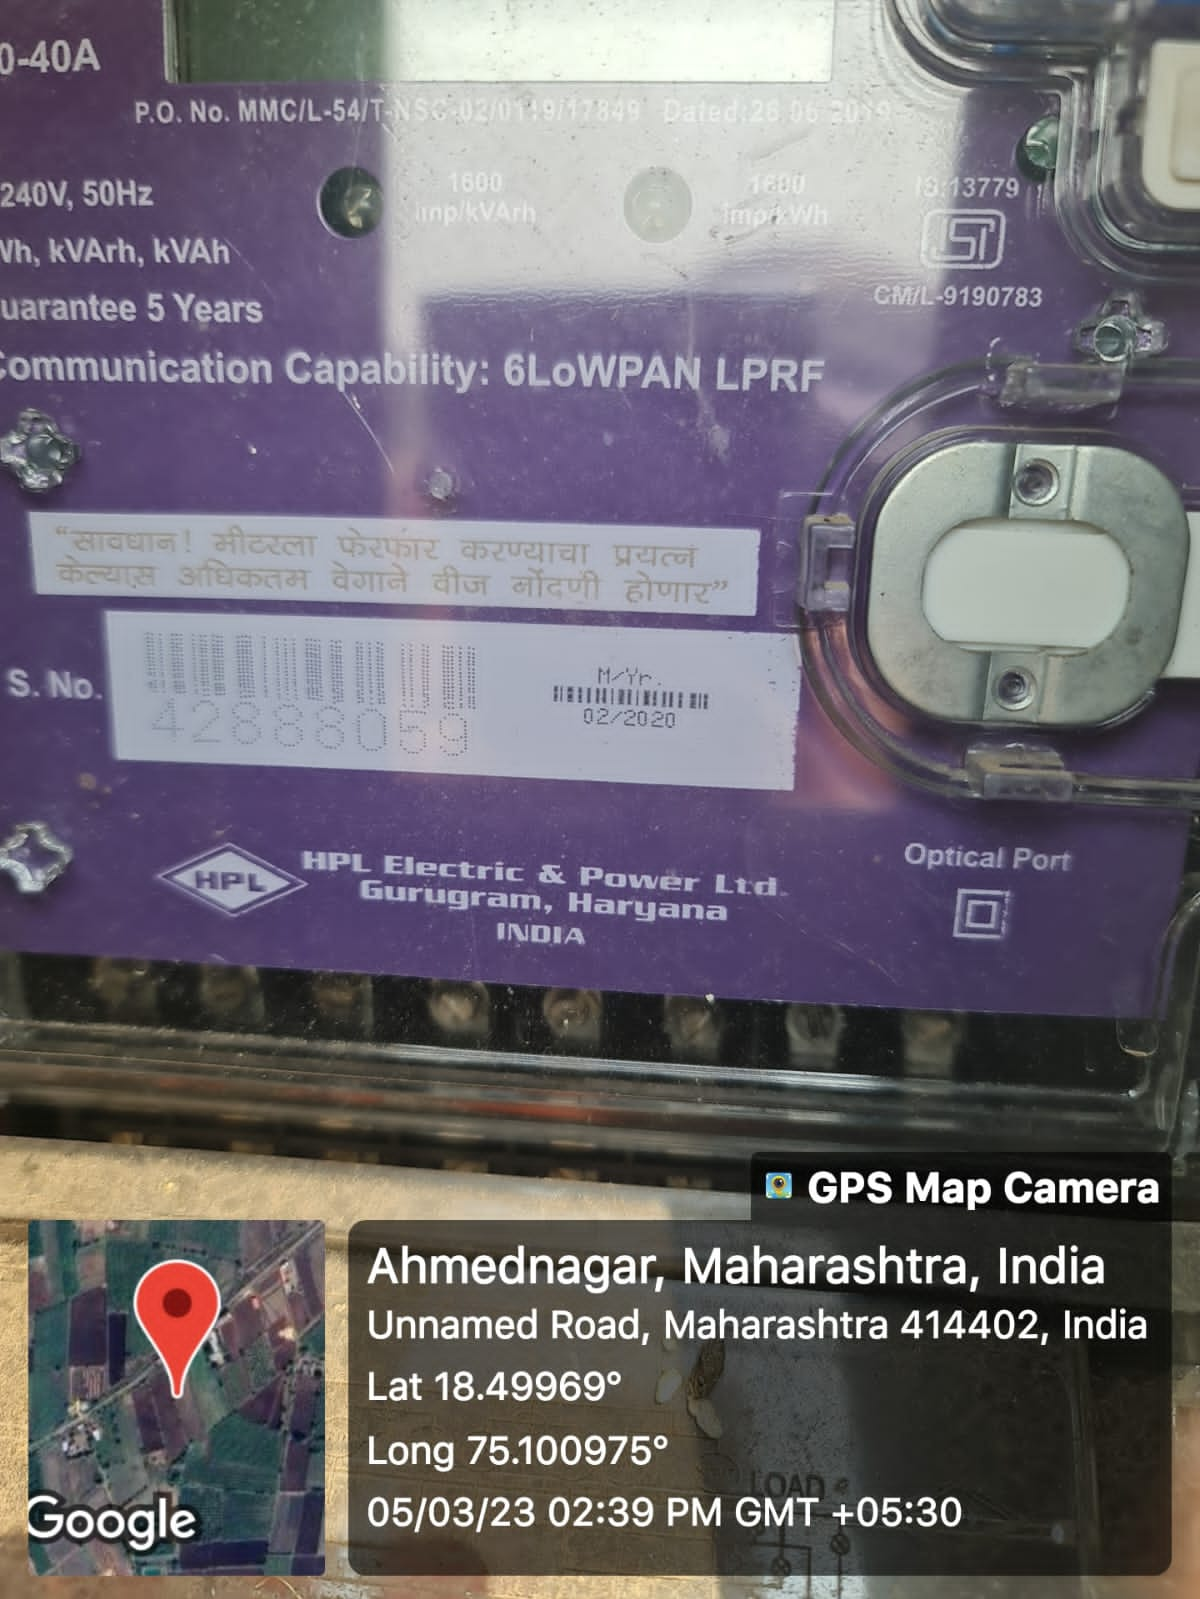 0-40A
P.O. No. MMC/L-54/T-NSC-02/0119/17849 Dated:26 06 2019
240V, 50Hz
1600
imp/kVArh
1600
imp/kWh
IS:13779
ISI
Wh, kVArh, kVAh
CM/L-9190783
uarantee 5 Years
Communication Capability: 6LoWPAN LPRF
“सावधान! मीटरला फेरफार करण्याचा प्रयत्न
केल्यास अधिकतम वेगाने वीज नोंदणी होणार”
S. No.
42888059
M/Yr.
02/2020
HPL
HPL Electric & Power Ltd.
Gurugram, Haryana
INDIA
Optical Port
GPS Map Camera
Ahmednagar, Maharashtra, India
Unnamed Road, Maharashtra 414402, India
Lat 18.49969°
Long 75.100975°
05/03/23 02:39 PM GMT +05:30
LOAD
Google